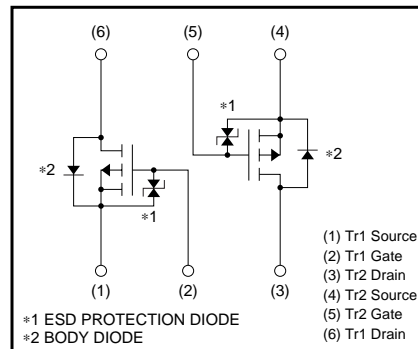 (6) (5) (4)
∗1
∗2
∗2
∗1
(1) (2) (3)
(1) Tr1 Source
(2) Tr1 Gate
(3) Tr2 Drain
(4) Tr2 Source
(5) Tr2 Gate
(6) Tr1 Drain
∗1 ESD PROTECTION DIODE
∗2 BODY DIODE